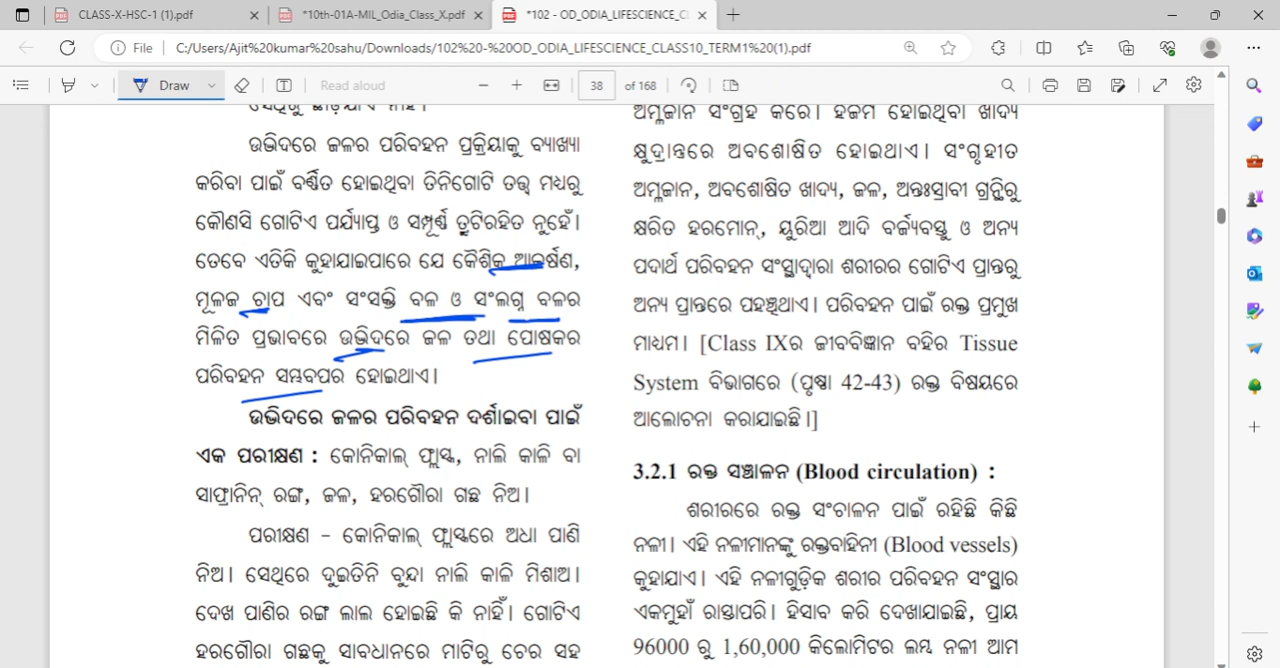 CLASS-X-HSC-1 (1).pdf
*10th-01A-MIL_Odia_Class_X.pdf
*102 - OD_ODIA_LIFESCIENCE_CL
File
C:/Users/Ajit%20kumar%20sahu/Downloads/102%20-%20OD_ODIA_LIFESCIENCE_CLASS10_TERM1%20(1).pdf
Draw
Read aloud
38
of 168
ଉଦ୍ଭିଦରେ ଜଳର ପରିବହନ ପ୍ରକ୍ରିୟାକୁ ବ୍ୟାଖ୍ୟା
କରିବା ପାଇଁ ବର୍ଣ୍ଣିତ ହୋଇଥିବା ତିନିଗୋଟି ତତ୍ତ୍ୱ ମଧ୍ୟରୁ
କୌଣସି ଗୋଟିଏ ପର୍ଯ୍ୟାପ୍ତ ଓ ସମ୍ପୂର୍ଣ୍ଣ ତ୍ରୁଟିରହିତ ନୁହେଁ।
ତେବେ ଏତିକି କୁହାଯାଇପାରେ ଯେ କୈଶିକ ଆକର୍ଷଣ,
ମୂଳଜ ଚାପ ଏବଂ ସଂସକ୍ତି ବଳ ଓ ସଂଲଗ୍ନ ବଳର
ମିଳିତ ପ୍ରଭାବରେ ଉଦ୍ଭିଦରେ ଜଳ ତଥା ପୋଷକର
ପରିବହନ ସମ୍ଭବପର ହୋଇଥାଏ।
ଉଦ୍ଭିଦରେ ଜଳର ପରିବହନ ଦର୍ଶାଇବା ପାଇଁ
ଏକ ପରୀକ୍ଷଣ : କୋନିକାଲ୍ ଫ୍ଲାସ୍କ, ନାଲି କାଳି ବା
ସାଫ୍ରାନିନ୍ ରଙ୍ଗ, ଜଳ, ହରଗୌରା ଗଛ ନିଅ।
ପରୀକ୍ଷଣ – କୋନିକାଲ୍ ଫ୍ଲାସ୍କରେ ଅଧା ପାଣି
ନିଅ। ସେଥିରେ ଦୁଇତିନି ବୁନ୍ଦା ନାଲି କାଳି ମିଶାଅ।
ଦେଖ ପାଣିର ରଙ୍ଗ ଲାଲ ହୋଇଛି କି ନାହିଁ। ଗୋଟିଏ
ହରଗୌରା ଗଛକୁ ସାବଧାନରେ ମାଟିରୁ ଚେର ସହ
ଅମ୍ଳଜାନ ସଂଗ୍ରହ କରେ। ହଜମ ହୋଇଥିବା ଖାଦ୍ୟ
କ୍ଷୁଦ୍ରାନ୍ତରେ ଅବଶୋଷିତ ହୋଇଥାଏ। ସଂଗୃହୀତ
ଅମ୍ଳଜାନ, ଅବଶୋଷିତ ଖାଦ୍ୟ, ଜଳ, ଅନ୍ତଃସ୍ରାବୀ ଗ୍ରନ୍ଥିରୁ
କ୍ଷରିତ ହରମୋନ୍, ୟୁରିଆ ଆଦି ବର୍ଜ୍ୟବସ୍ତୁ ଓ ଅନ୍ୟ
ପଦାର୍ଥ ପରିବହନ ସଂସ୍ଥାଦ୍ୱାରା ଶରୀରର ଗୋଟିଏ ପ୍ରାନ୍ତରୁ
ଅନ୍ୟ ପ୍ରାନ୍ତରେ ପହଞ୍ଚିଥାଏ। ପରିବହନ ପାଇଁ ରକ୍ତ ପ୍ରମୁଖ
ମାଧ୍ୟମ। [Class IXର ଜୀବବିଜ୍ଞାନ ବହିର Tissue
System ବିଭାଗରେ (ପୃଷ୍ଠା 42-43) ରକ୍ତ ବିଷୟରେ
ଆଲୋଚନା କରାଯାଇଛି।]
3.2.1 ରକ୍ତ ସଞ୍ଚାଳନ (Blood circulation) :
ଶରୀରରେ ରକ୍ତ ସଂଚାଳନ ପାଇଁ ରହିଛି କିଛି
ନଳୀ। ଏହି ନଳୀମାନଙ୍କୁ ରକ୍ତବାହିନୀ (Blood vessels)
କୁହାଯାଏ। ଏହି ନଳୀଗୁଡ଼ିକ ଶରୀର ପରିବହନ ସଂସ୍ଥାର
ଏକମୁହାଁ ରାସ୍ତାପରି। ହିସାବ କରି ଦେଖାଯାଇଛି, ପ୍ରାୟ
96000 ରୁ 1,60,000 କିଲୋମିଟର ଲମ୍ବ ନଳୀ ଆମ